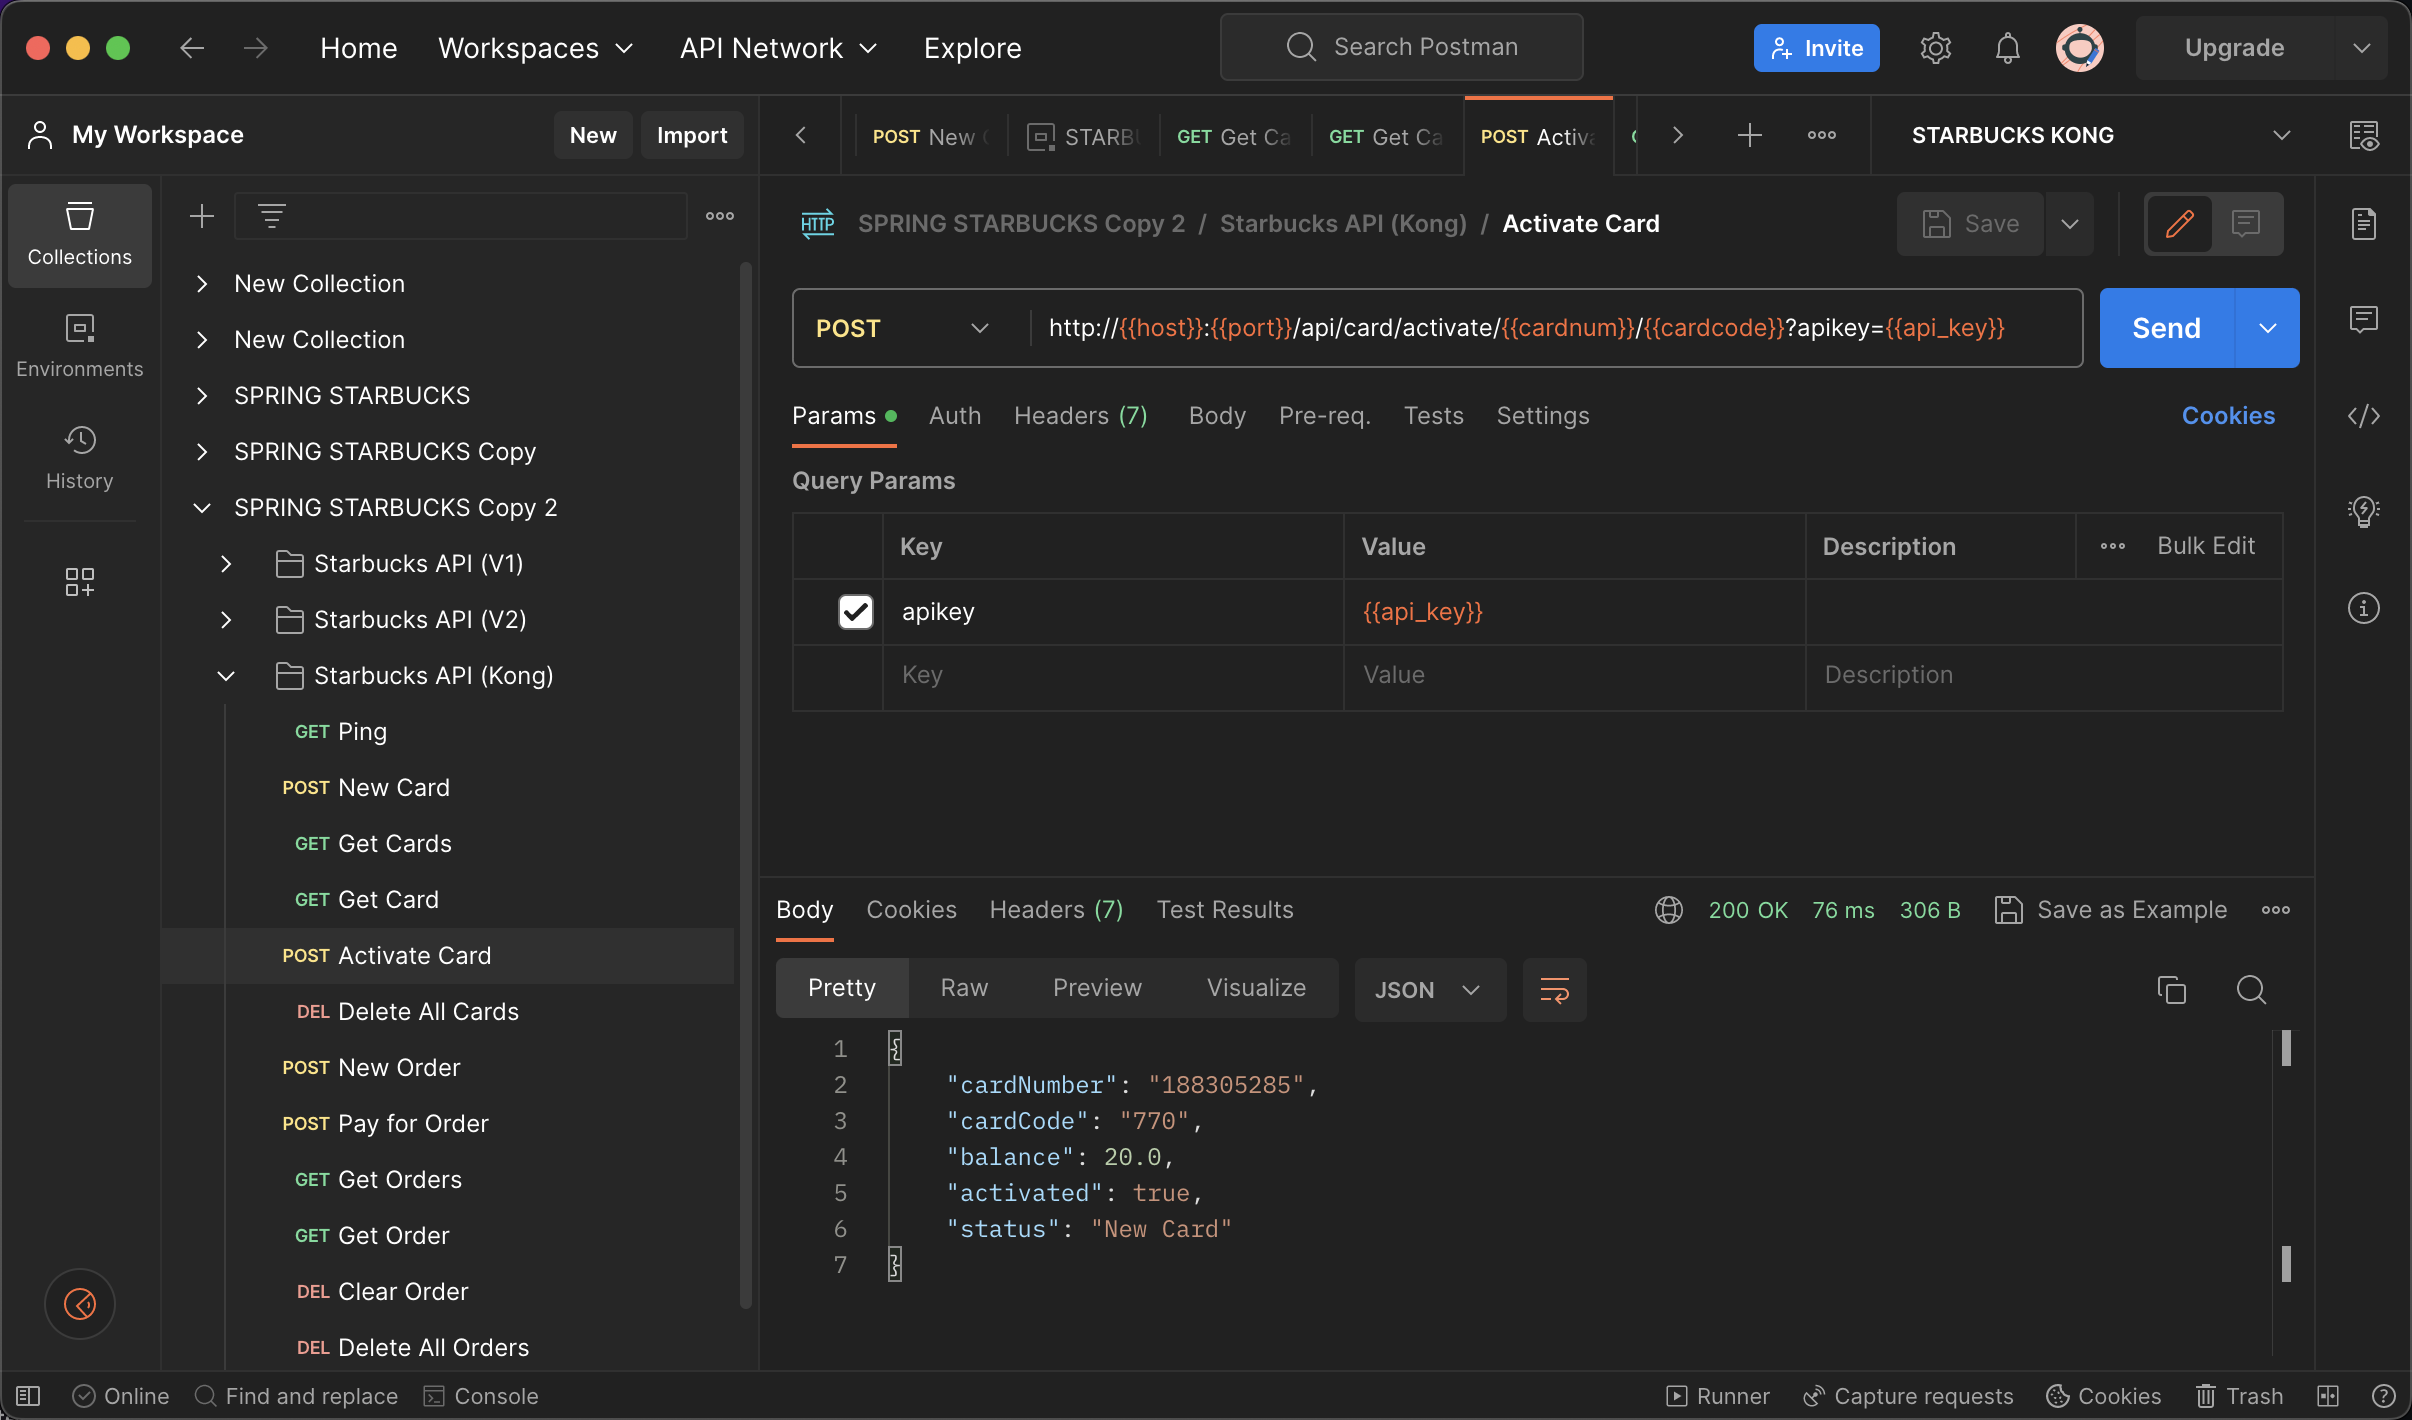 Home Workspaces API Network Explore Search Postman Invite Upgrade
My Workspace New Import
POST New STARB GET Get Ca GET Get Ca POST Activ STARBUCKS KONG
Collections
Environments
History
New Collection
New Collection
SPRING STARBUCKS
SPRING STARBUCKS Copy
SPRING STARBUCKS Copy 2
Starbucks API (V1)
Starbucks API (V2)
Starbucks API (Kong)
GET Ping
POST New Card
GET Get Cards
GET Get Card
POST Activate Card
DEL Delete All Cards
POST New Order
POST Pay for Order
GET Get Orders
GET Get Order
DEL Clear Order
DEL Delete All Orders
HTTP SPRING STARBUCKS Copy 2 / Starbucks API (Kong) / Activate Card Save
POST http://{{host}}:{{port}}/api/card/activate/{{cardnum}}/{{cardcode}}?apikey={{api_key}} Send
Params Auth Headers (7) Body Pre-req. Tests Settings Cookies
Query Params
Key Value Description Bulk Edit
apikey {{api_key}}
Key Value Description
Body Cookies Headers (7) Test Results 200 OK 76 ms 306 B Save as Example
Pretty Raw Preview Visualize JSON
1 {
2 "cardNumber": "188305285",
3 "cardCode": "770",
4 "balance": 20.0,
5 "activated": true,
6 "status": "New Card"
7 }
Online Find and replace Console Runner Capture requests Cookies Trash